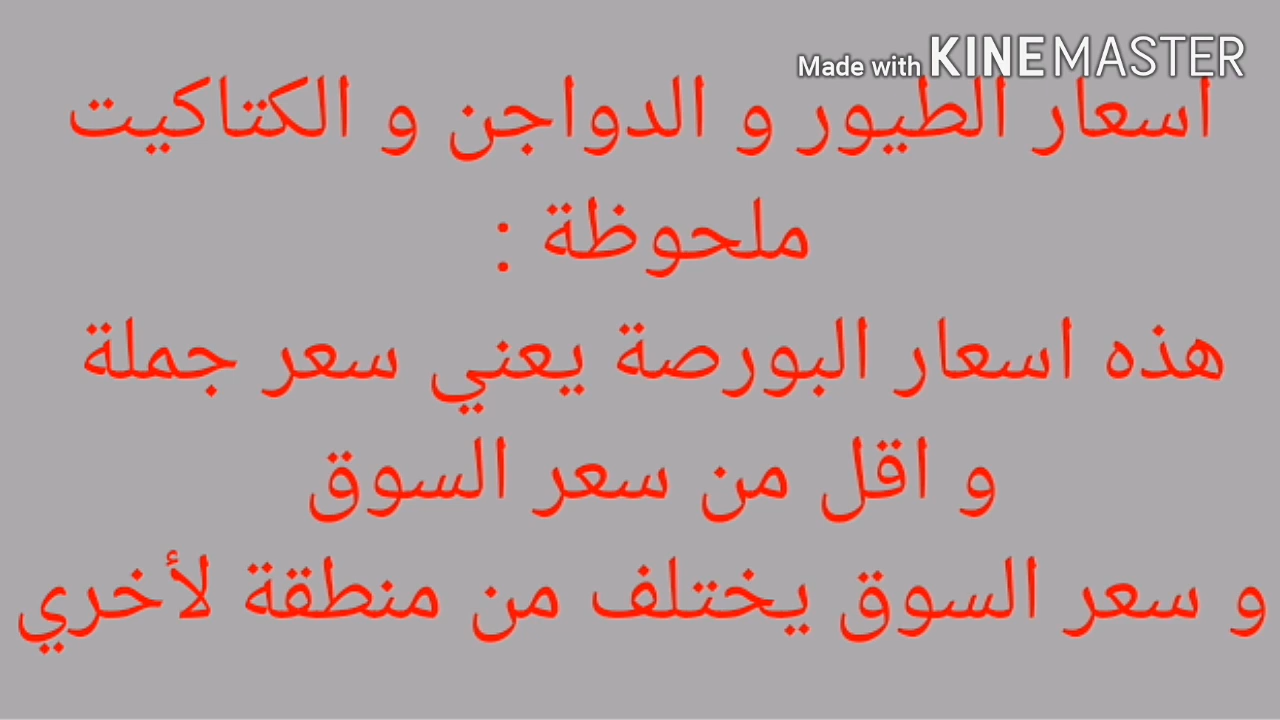 Made with KINEMASTER
اسعار الطيور و الدواجن و الكتاكيت
ملحوظة :
هذه اسعار البورصة يعني سعر جملة
و اقل من سعر السوق
و سعر السوق يختلف من منطقة لأخري